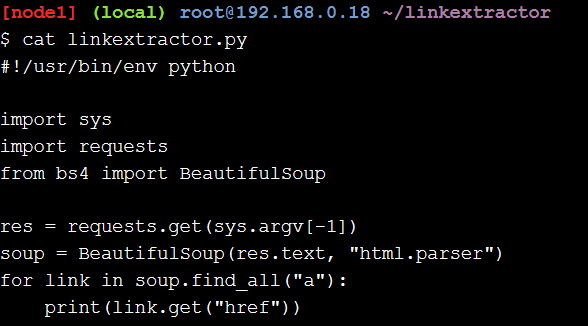 [node1] (local) root@192.168.0.18 ~/linkextractor
$ cat linkextractor.py
#!/usr/bin/env python

import sys
import requests
from bs4 import BeautifulSoup

res = requests.get(sys.argv[-1])
soup = BeautifulSoup(res.text, "html.parser")
for link in soup.find_all("a"):
    print(link.get("href"))